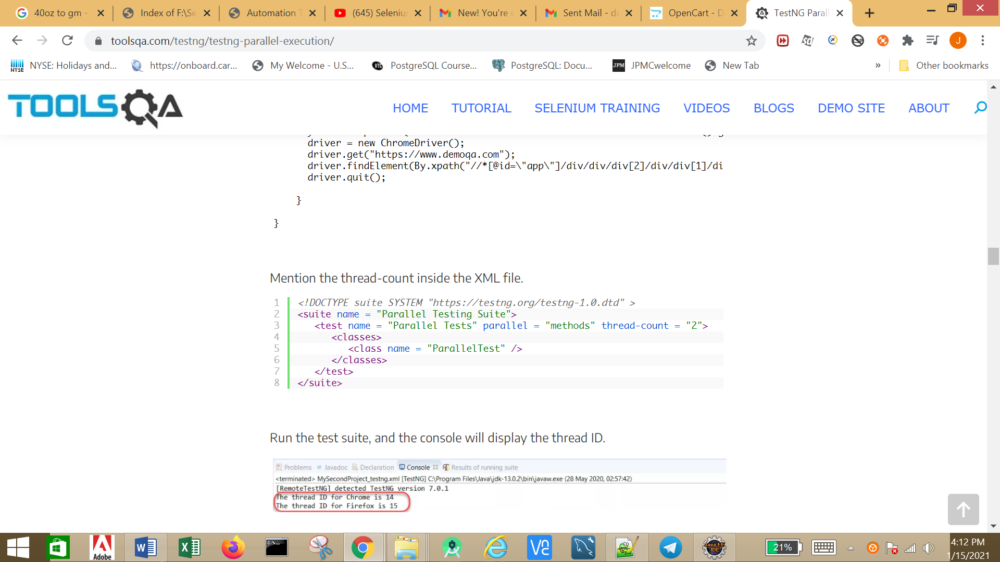 40oz to gm -
Index of F:\Se
Automation T
(645) Seleniu
New! You're e
Sent Mail - de
OpenCart - D
TestNG Paral
toolsqa.com/testng/testng-parallel-execution/
J
NYSE: Holidays and...
https://onboard.car...
My Welcome - U.S...
PostgreSQL Course...
PostgreSQL: Docu...
JPMCwelcome
New Tab
»
Other bookmarks
TOOLSQA
HOME
TUTORIAL
SELENIUM TRAINING
VIDEOS
BLOGS
DEMO SITE
ABOUT
driver = new ChromeDriver();
driver.get("https://www.demoqa.com");
driver.findElement(By.xpath("//*[@id=\"app\"]/div/div/div[2]/div/div[1]/di
driver.quit();
}
}
Mention the thread-count inside the XML file.
1 <!DOCTYPE suite SYSTEM "https://testng.org/testng-1.0.dtd" >
2 <suite name = "Parallel Testing Suite">
3 <test name = "Parallel Tests" parallel = "methods" thread-count = "2">
4 <classes>
5 <class name = "ParallelTest" />
6 </classes>
7 </test>
8 </suite>
Run the test suite, and the console will display the thread ID.
Problems @ Javadoc Declaration Console Results of running suite
<terminated> MySecondProject_testng.xml [TestNG] C:\Program Files\Java\jdk-13.0.2\bin\javaw.exe (28 May 2020, 02:57:42)
[RemoteTestNG] detected TestNG version 7.0.1
The thread ID for Chrome is 14
The thread ID for Firefox is 15
Adobe
Java EE
IDE
21%
4:12 PM
1/15/2021